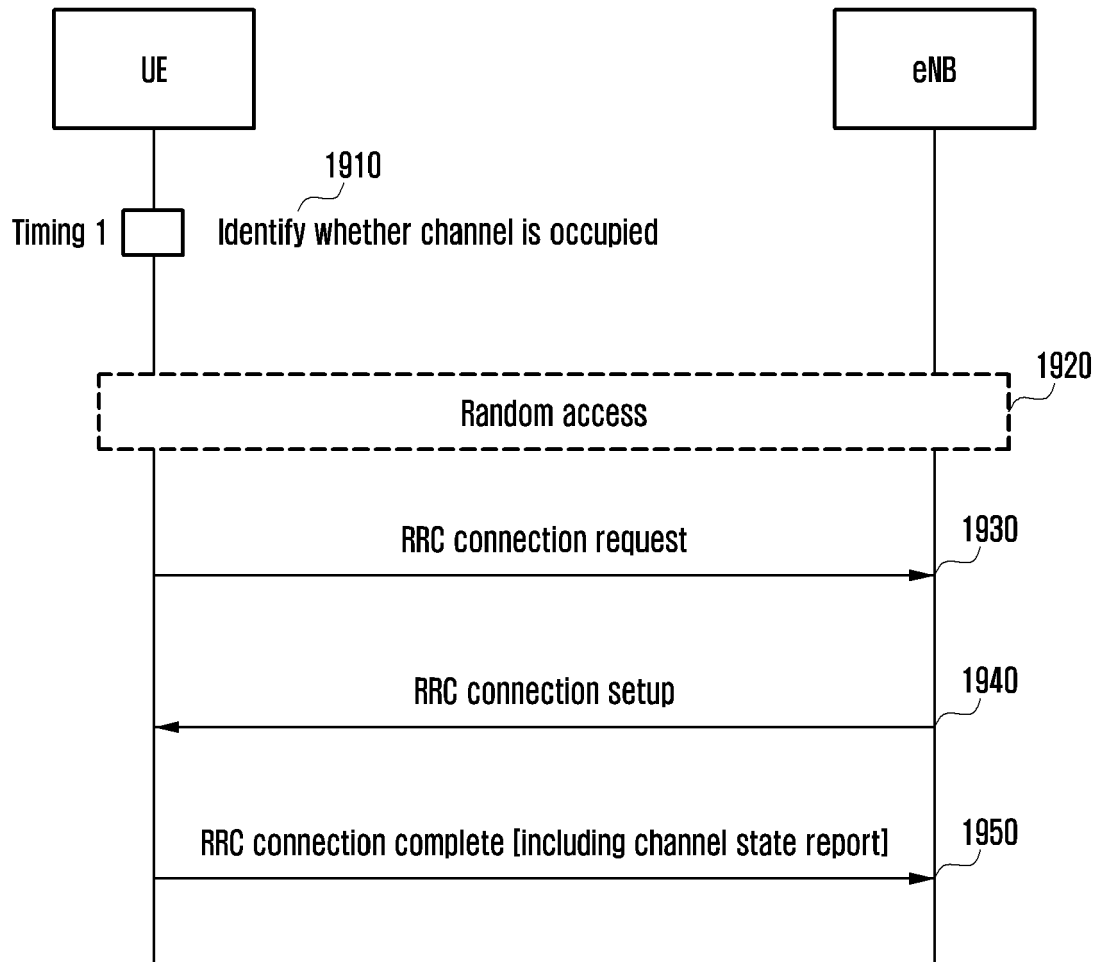 UE
eNB
1910
Timing 1
Identify whether channel is occupied
1920
Random access
1930
RRC connection request
1940
RRC connection setup
1950
RRC connection complete [including channel state report]